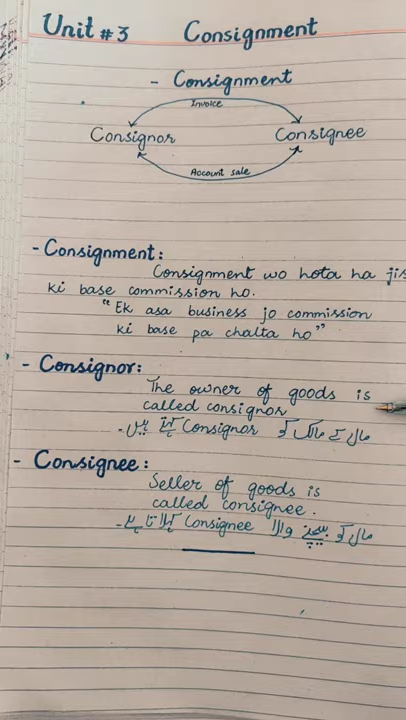 Unit # 3 Consignment
- Consignment
Invoice
Consignor Consignee
Account sale
- Consignment:
Consignment wo hota ha jis
ki base commission ho.
"Ek asa business jo commission
ki base pa chalta ho"
- Consignor:
The owner of goods is
called consignor
مال کے مالک کو Consignor کہتے ہیں۔
- Consignee:
Seller of goods is
called consignee.
مال کو بیچنے والا Consignee کہلاتا ہے۔